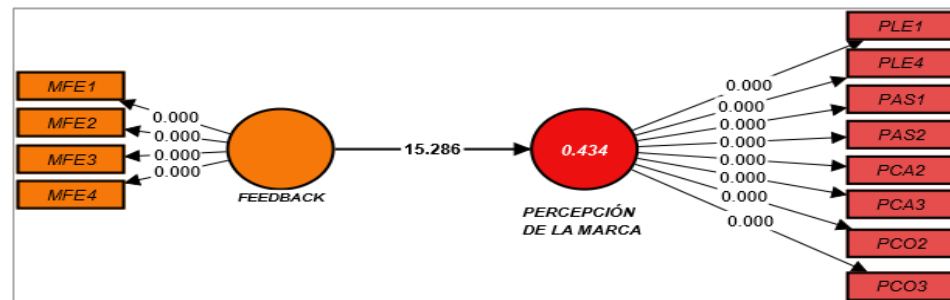 MFE1
MFE2
MFE3
MFE4
0.000
0.000
0.000
0.000
FEEDBACK
15.286
0.434
PERCEPCIÓN
DE LA MARCA
0.000
0.000
0.000
0.000
0.000
0.000
0.000
0.000
PLE1
PLE4
PAS1
PAS2
PCA2
PCA3
PCO2
PCO3